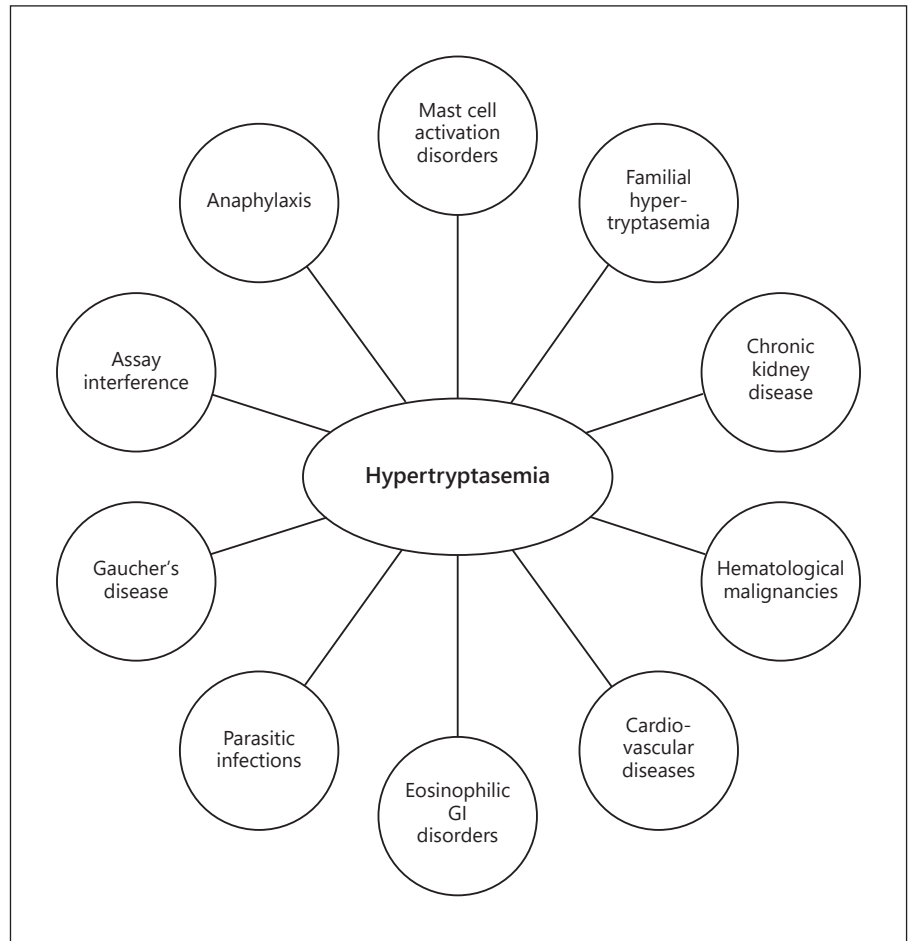 Mast cell
activation
disorders
Familial
hyper-
tryptasemia
Chronic
kidney
disease
Hematological
malignancies
Cardio-
vascular
diseases
Eosinophilic
GI
disorders
Parasitic
infections
Gaucher's
disease
Assay
interference
Anaphylaxis
Hypertryptasemia